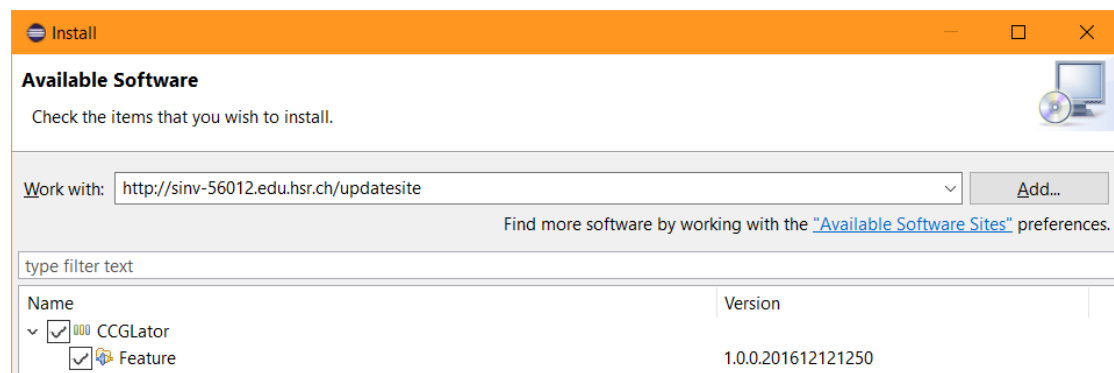 Install
Available Software
Check the items that you wish to install.
Work with: http://sinv-56012.edu.hsr.ch/updatesite Add...
Find more software by working with the "Available Software Sites" preferences.
type filter text
Name Version
CCGLator
Feature 1.0.0.201612121250